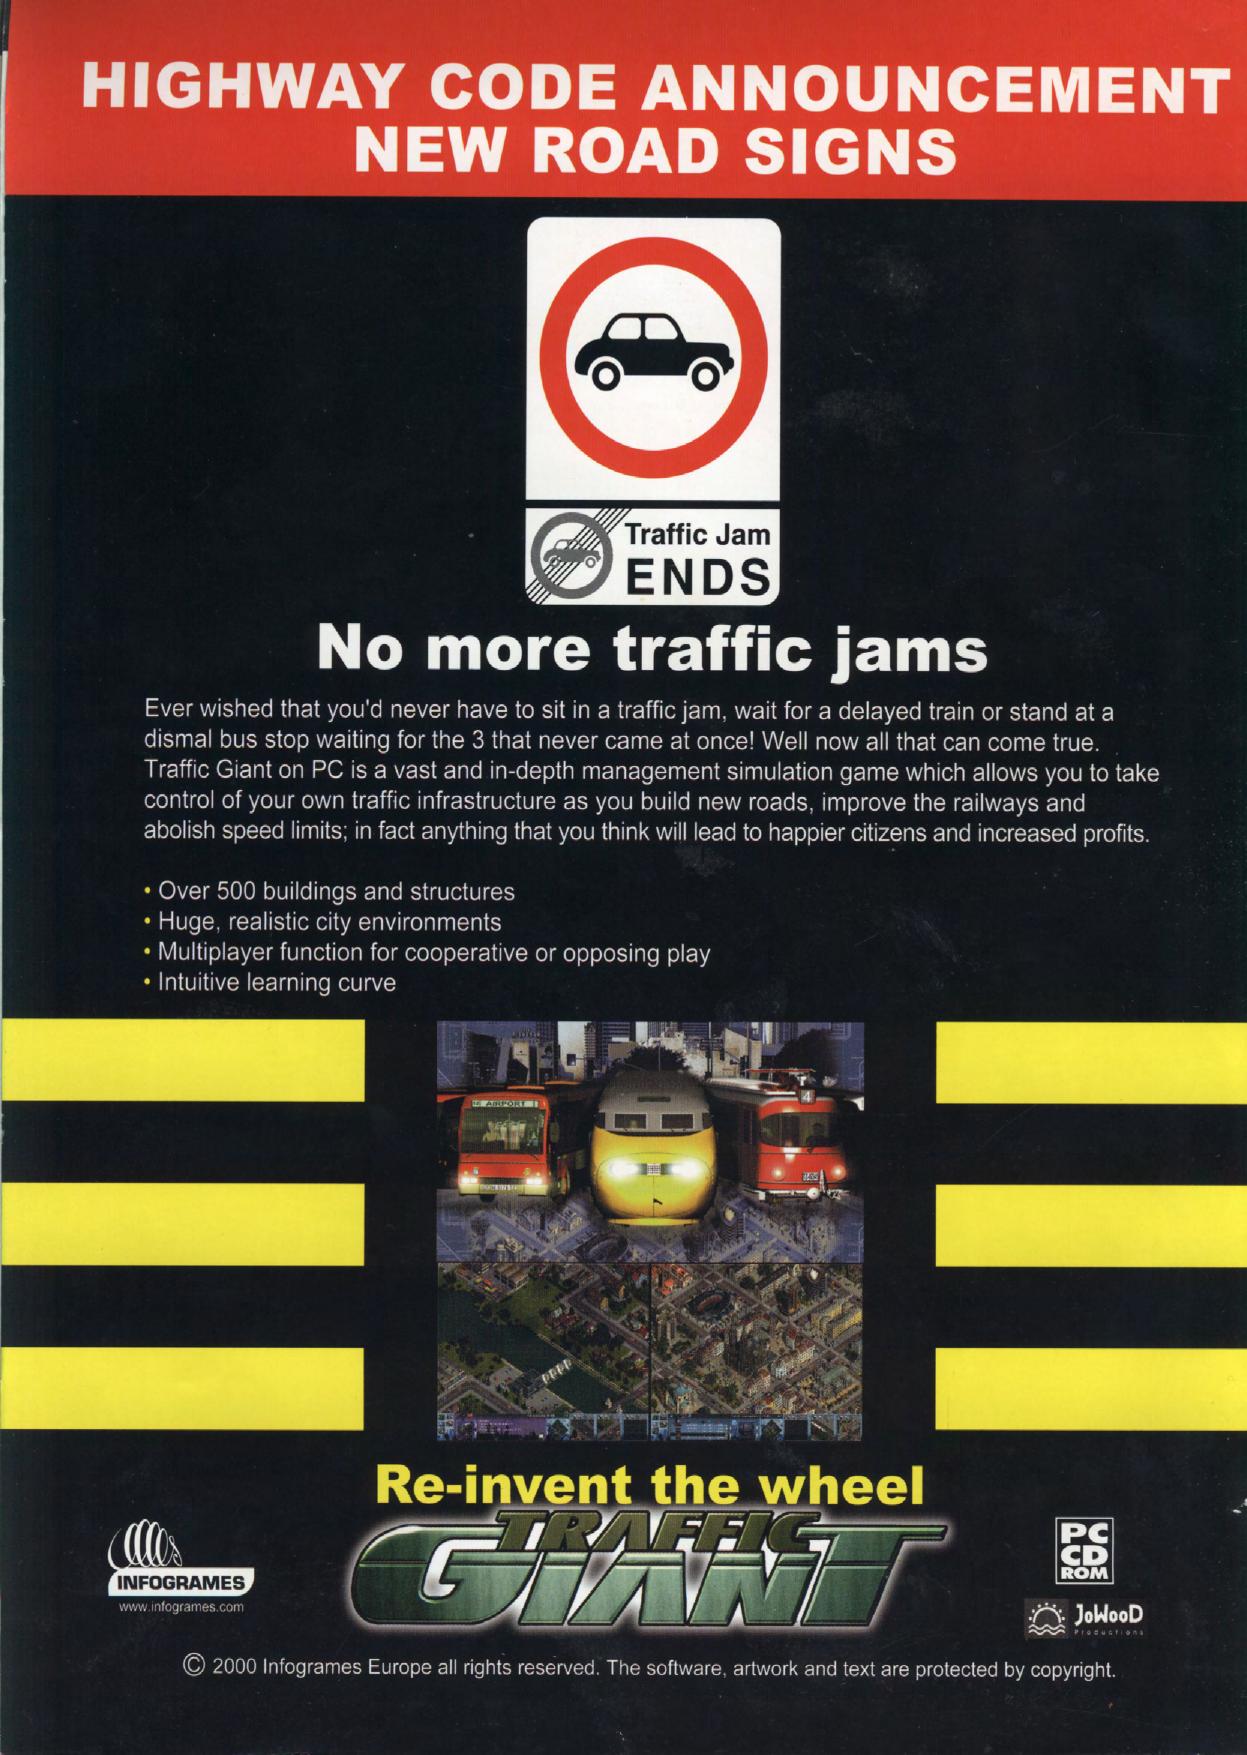 HIGHWAY CODE ANNOUNCEMENT
NEW ROAD SIGNS
Traffic Jam
ENDS
No more traffic jams
Ever wished that you'd never have to sit in a traffic jam, wait for a delayed train or stand at a
dismal bus stop waiting for the 3 that never came at once! Well now all that can come true.
Traffic Giant on PC is a vast and in-depth management simulation game which allows you to take
control of your own traffic infrastructure as you build new roads, improve the railways and
abolish speed limits; in fact anything that you think will lead to happier citizens and increased profits.
• Over 500 buildings and structures
• Huge, realistic city environments
• Multiplayer function for cooperative or opposing play
• Intuitive learning curve
AIRPORT
4
Re-invent the wheel
TRAFFIC
GIANT
INFOGRAMES
www.infogrames.com
PC
CD
ROM
JoWooD
Productions
© 2000 Infogrames Europe all rights reserved. The software, artwork and text are protected by copyright.